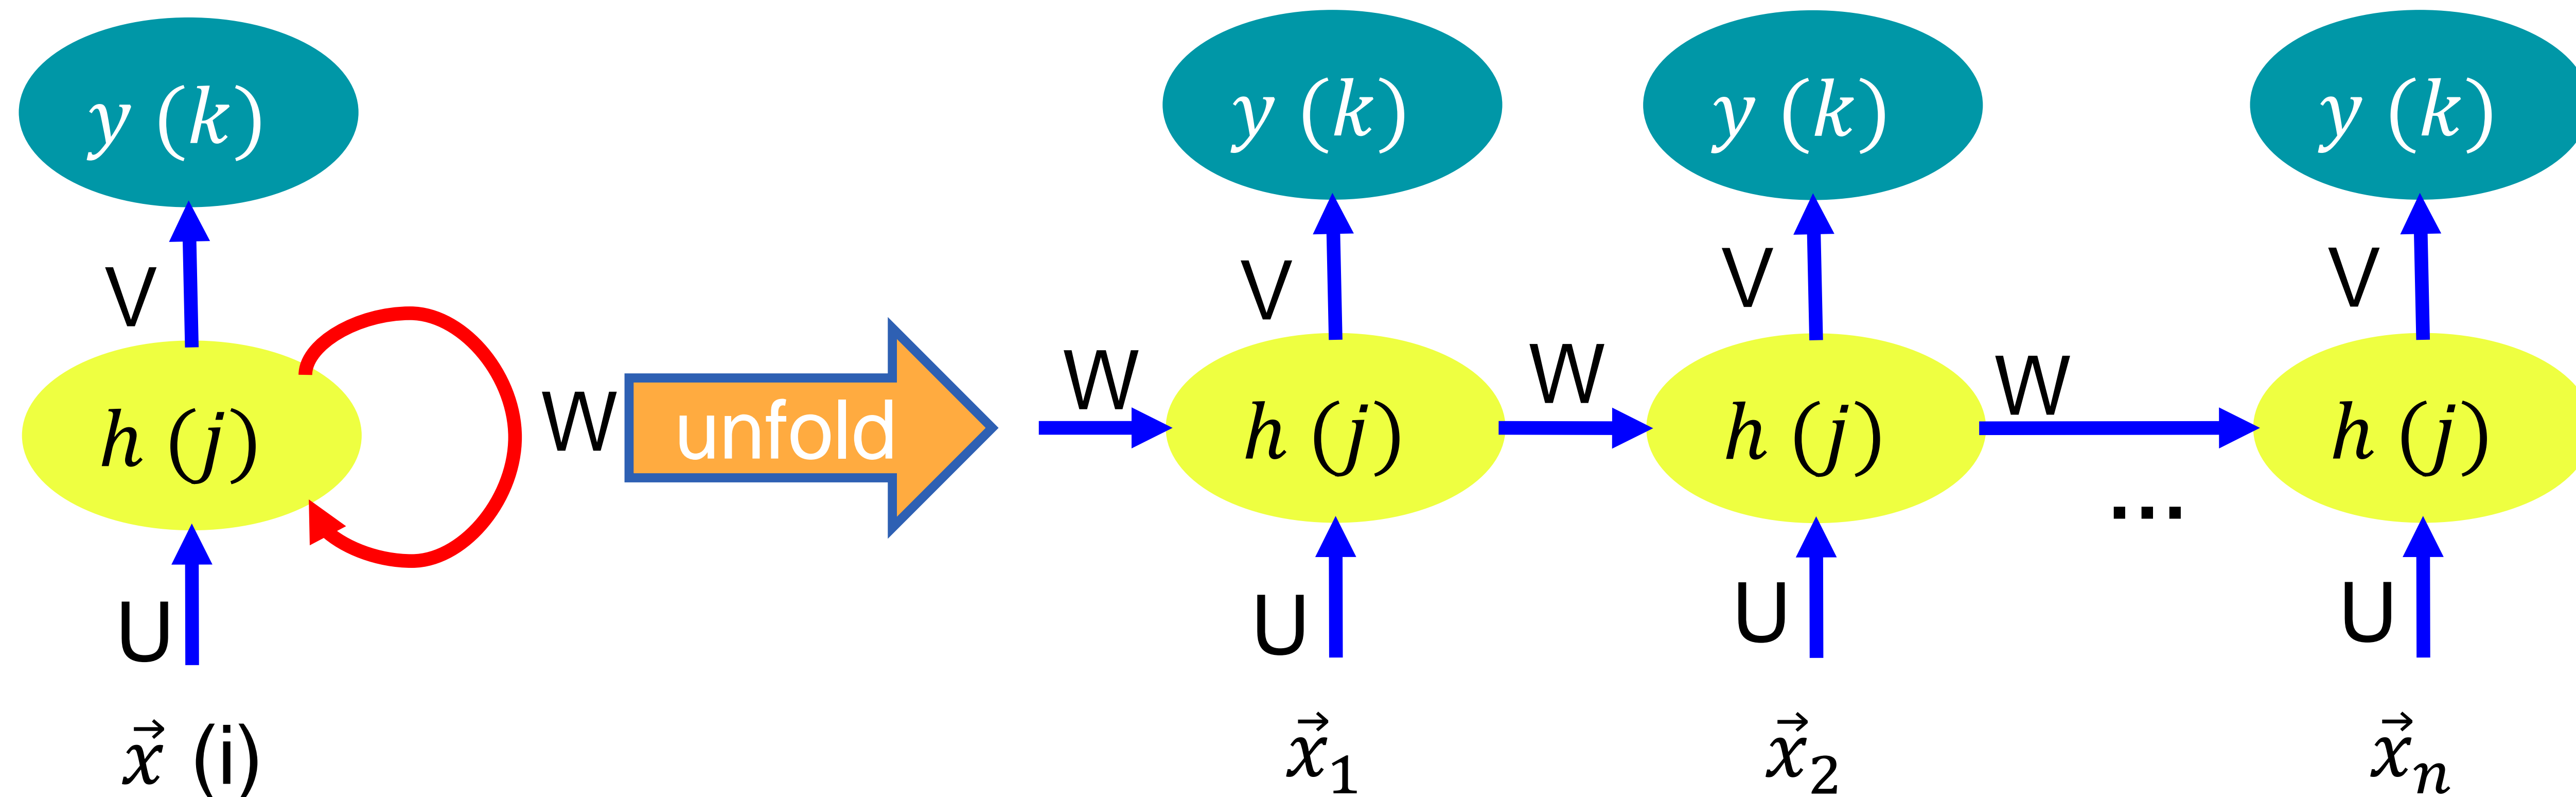 y (k)
V
h (j)
W
U
x⃗ (i)
unfold
y (k) y (k) y (k)
V V V
W W W
h (j) h (j) h (j)
...
U U U
x⃗₁ x⃗₂ x⃗ₙ